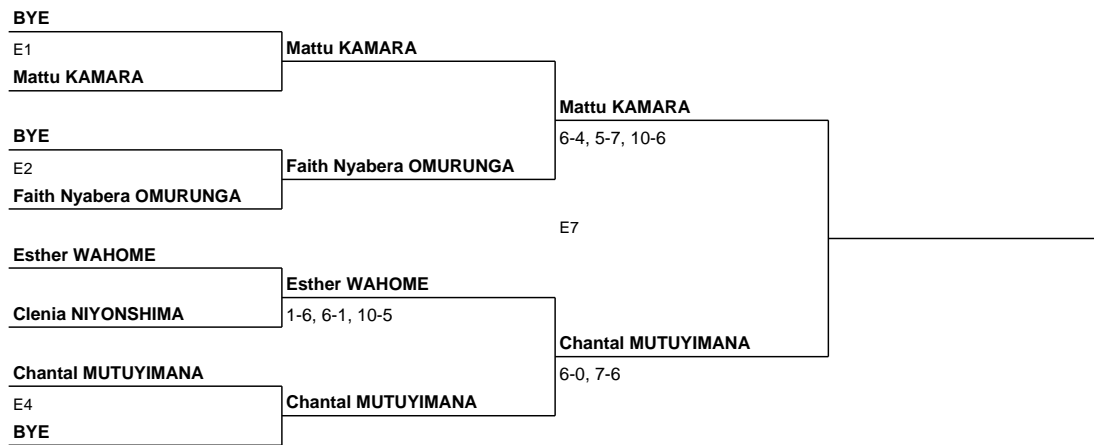 BYE
E1
Mattu KAMARA
BYE
E2
Faith Nyabera OMURUNGA
Esther WAHOME
Clenia NIYONSHIMA
Chantal MUTUYIMANA
E4
BYE
Mattu KAMARA
Faith Nyabera OMURUNGA
Esther WAHOME
1-6, 6-1, 10-5
Chantal MUTUYIMANA
Mattu KAMARA
6-4, 5-7, 10-6
E7
Chantal MUTUYIMANA
6-0, 7-6